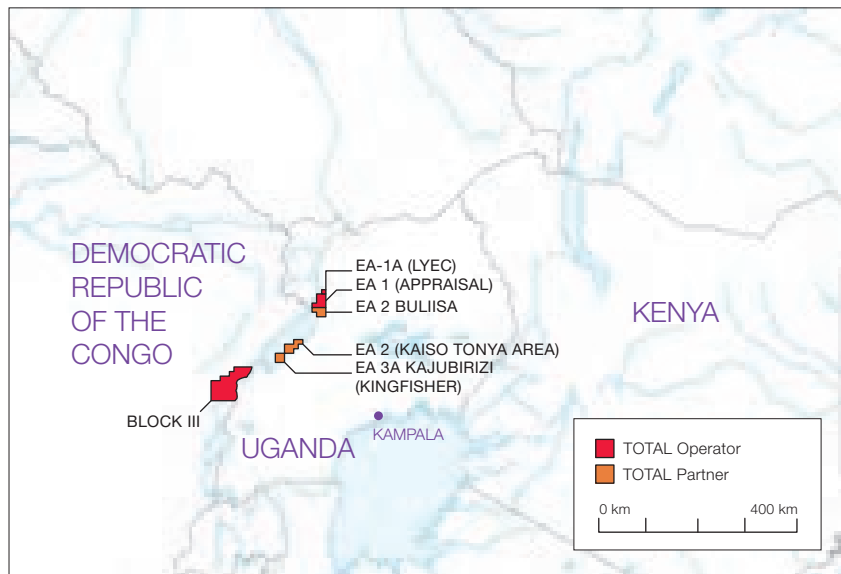 DEMOCRATIC
REPUBLIC
OF THE
CONGO
EA-1A (LYEC)
EA 1 (APPRAISAL)
EA 2 BULIISA
KENYA
EA 2 (KAISO TONYA AREA)
EA 3A KAJUBIRIZI
(KINGFISHER)
BLOCK III
UGANDA
KAMPALA
TOTAL Operator
TOTAL Partner
0 km 400 km